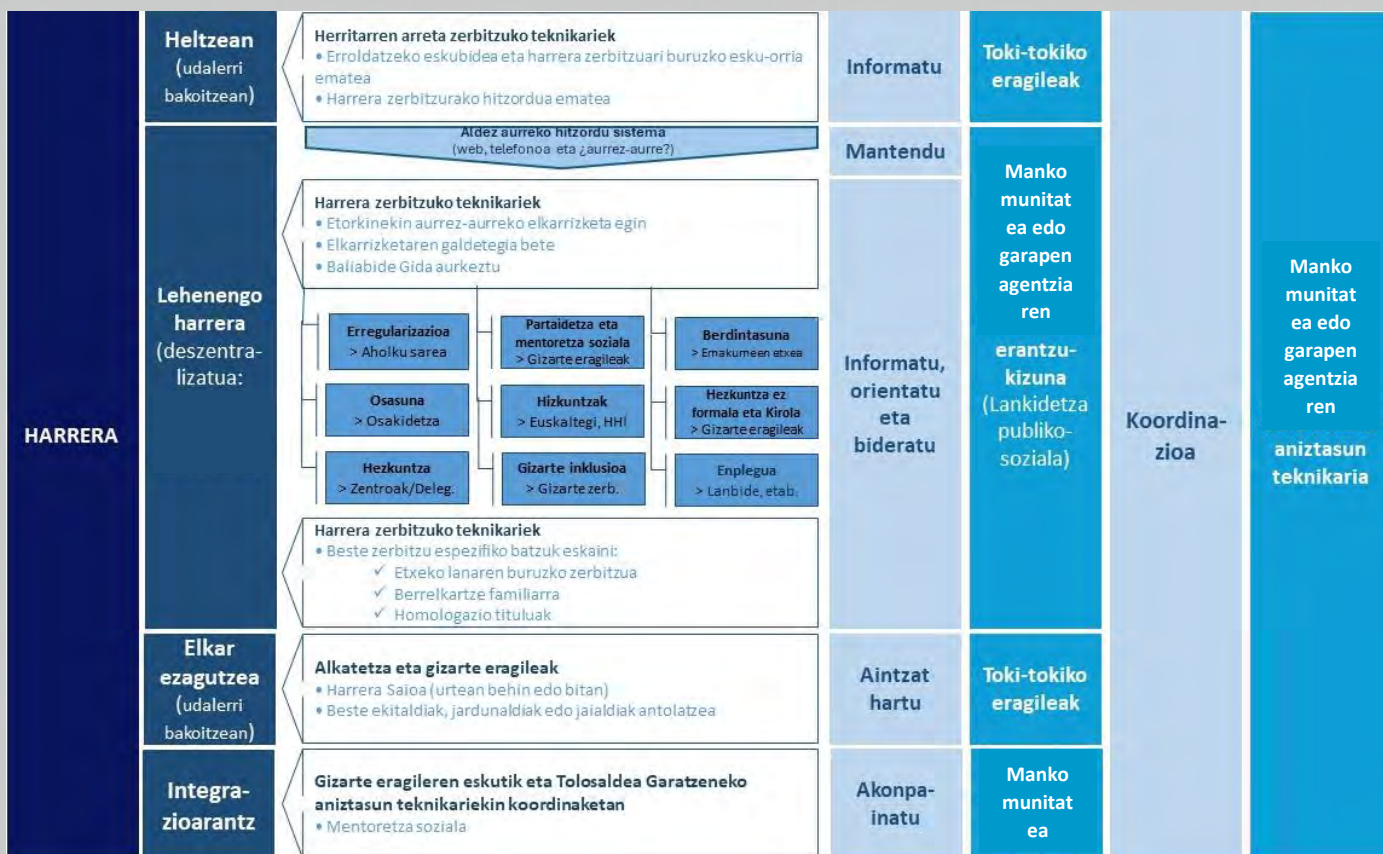 HARRERA
Heltzean
(udalerri
bakoitzean)
Herritarren arreta zerbitzuko teknikariek
• Erroldatzeko eskubidea eta harrera zerbitzuari buruzko esku-orria
ematea
• Harrera zerbitzurako hitzordua ematea
Informatu
Toki-tokiko
eragileak
Lehenengo
harrera
(deszentra-
lizatua:
Aldez aurreko hitzordu sistema
(web, telefonoa eta ¿aurrez-aurre?)
Mantendu
Harrera zerbitzuko teknikariek
• Etorkinekin aurrez-aurreko elkarrizketa egin
• Elkarrizketaren galdetegia bete
• Baliabide Gida aurkeztu
Erregularizazioa
> Aholku sarea
Partaidetza eta
mentoretza soziala
> Gizarte eragileak
Berdintasuna
> Emakumeen etxea
Osasuna
> Osakidetza
Hizkuntzak
> Euskaltegi, HHI
Hezkuntza ez
formala eta Kirola
> Gizarte eragileak
Hezkuntza
> Zentroak/Deleg.
Gizarte inklusioa
> Gizarte zerb.
Enplegua
> Lanbide, etab.
Harrera zerbitzuko teknikariek
• Beste zerbitzu espezifiko batzuk eskaini:
✓ Etxeko lanaren buruzko zerbitzua
✓ Berrelkartze familiarra
✓ Homologazio tituluak
Informatu,
orientatu
eta
bideratu
Manko
munitat
ea edo
garapen
agentzia
ren
erantzu-
kizuna
(Lankidetza
publiko-
soziala)
Elkar
ezagutzea
(udalerri
bakoitzean)
Alkatetza eta gizarte eragileak
• Harrera Saioa (urtean behin edo bitan)
• Beste ekitaldiak, jardunaldiak edo jaialdiak antolatzea
Aintzat
hartu
Toki-tokiko
eragileak
Integra-
zioarantz
Gizarte eragileren eskutik eta Tolosaldea Garatzeneko
aniztasun teknikariekin koordinaketan
• Mentoretza soziala
Akonpa-
inatu
Manko
munitat
ea
Koordina-
zioa
Manko
munitat
ea edo
garapen
agentzia
ren
aniztasun
teknikaria